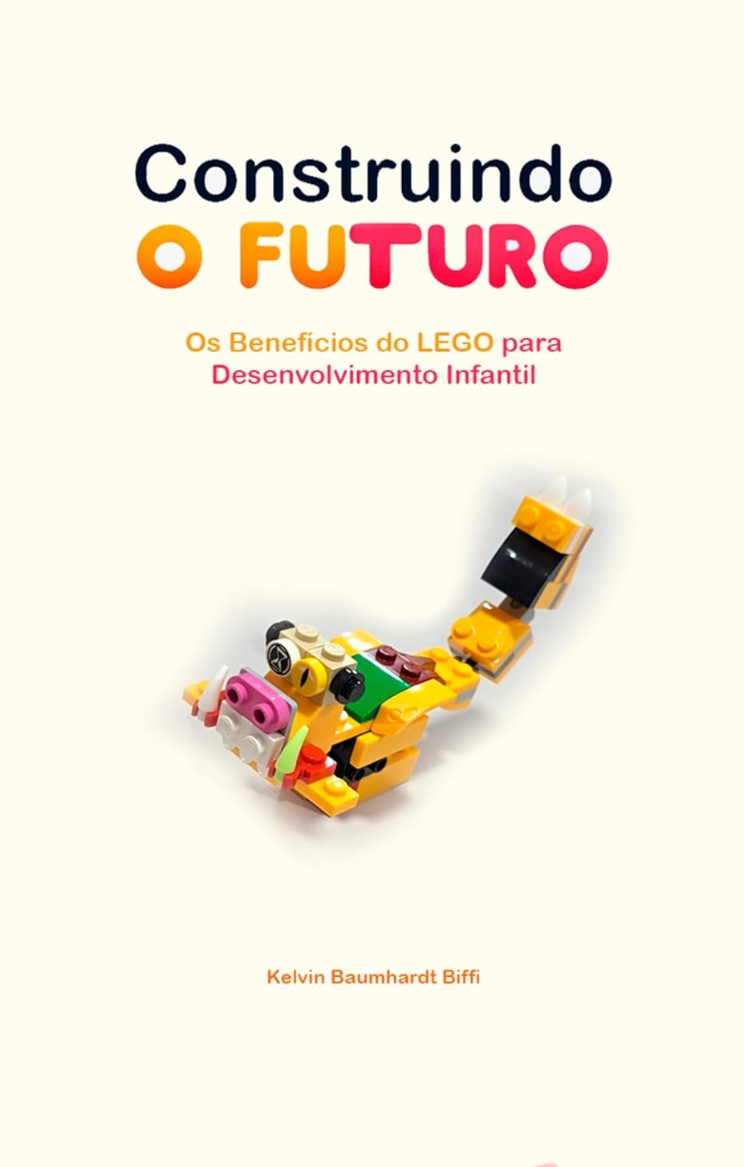 Construindo
O FUTURO
Os Benefícios do LEGO para
Desenvolvimento Infantil
Kelvin Baumhardt Biffi